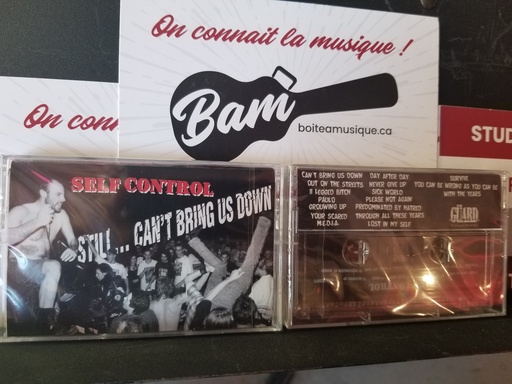 On connait la musique !
Bam
boiteamusique.ca
On conn
STUD
SELF CONTROL
STILL... CAN'T BRING US DOWN
CAN'T BRING US DOWN
OUT ON THE STREETS
8 LEGGED BITCH
PAULO
GROWING UP
YOUR SCARED
M.E.D.I.A.
DAY AFTER DAY
NEVER GIVE UP
SICK WORLD
PLEASE NOT AGAIN
PREDOMINATED BY HATRED
THROUGH ALL THESE YEARS
LOST IN MY SELF
SURVIVE
YOU CAN BE WRONG AS YOU CAN BE
WITH THE YEARS
GUARD